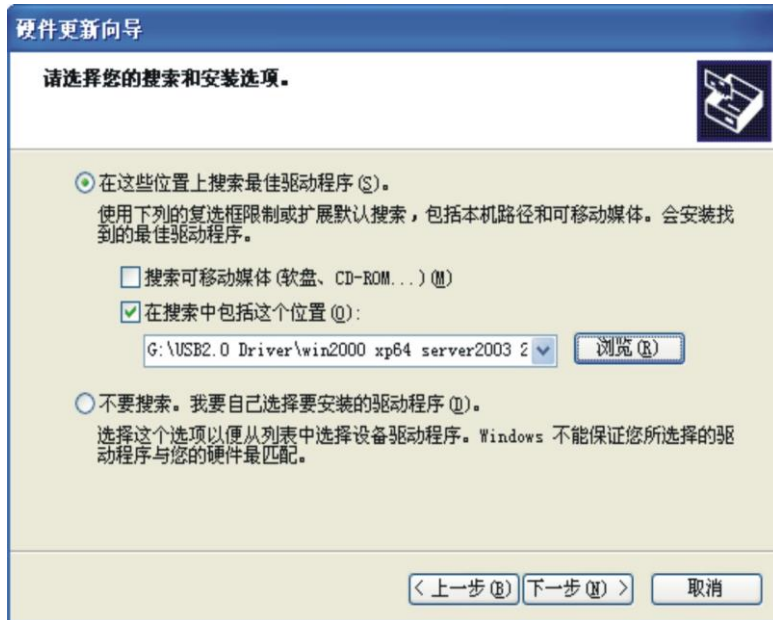 硬件更新向导
请选择您的搜索和安装选项。
在这些位置上搜索最佳驱动程序(S)。
使用下列的复选框限制或扩展默认搜索，包括本机路径和可移动媒体。会安装找
到的最佳驱动程序。
搜索可移动媒体(软盘、CD-ROM...)(M)
在搜索中包括这个位置(O):
G:\USB2.0 Driver\win2000 xp64 server2003 2
浏览(R)
不要搜索。我要自己选择要安装的驱动程序(D)。
选择这个选项以便从列表中选择设备驱动程序。Windows 不能保证您所选择的驱
动程序与您的硬件最匹配。
< 上一步(B) 下一步(N) > 取消